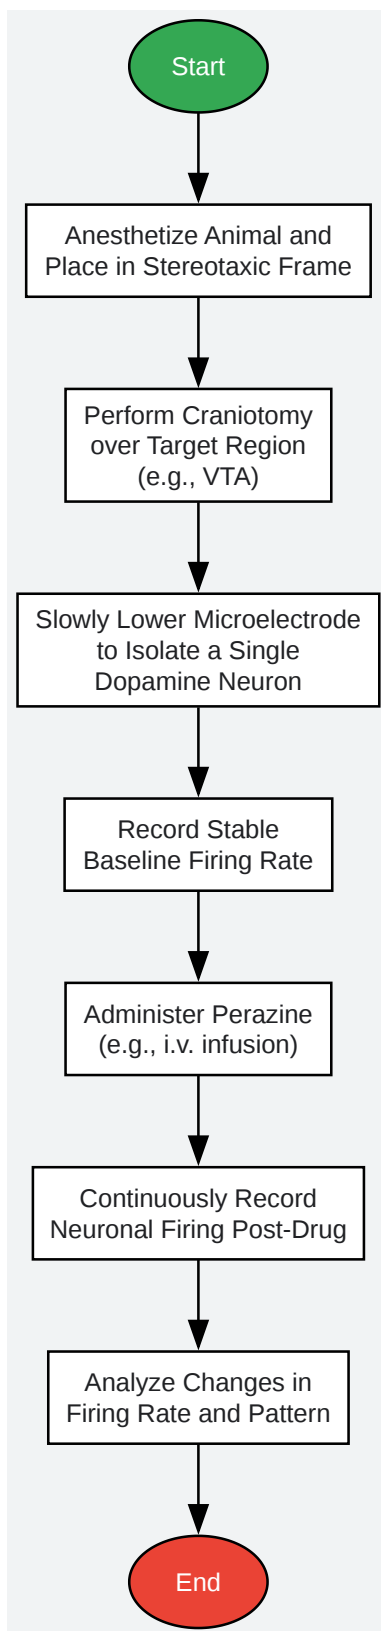 Start
Anesthetize Animal and
Place in Stereotaxic Frame
Perform Craniotomy
over Target Region
(e.g., VTA)
Slowly Lower Microelectrode
to Isolate a Single
Dopamine Neuron
Record Stable
Baseline Firing Rate
Administer Perazine
(e.g., i.v. infusion)
Continuously Record
Neuronal Firing Post-Drug
Analyze Changes in
Firing Rate and Pattern
End